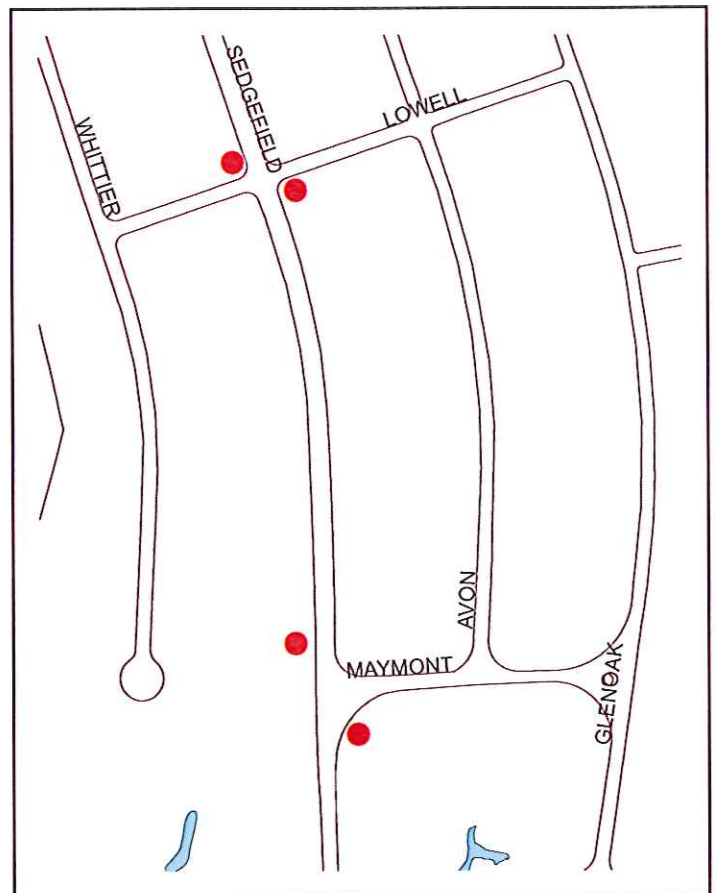 SEDGEFIELD
LOWELL
WHITTIER
AVON
MAYMONT
GLENOAK